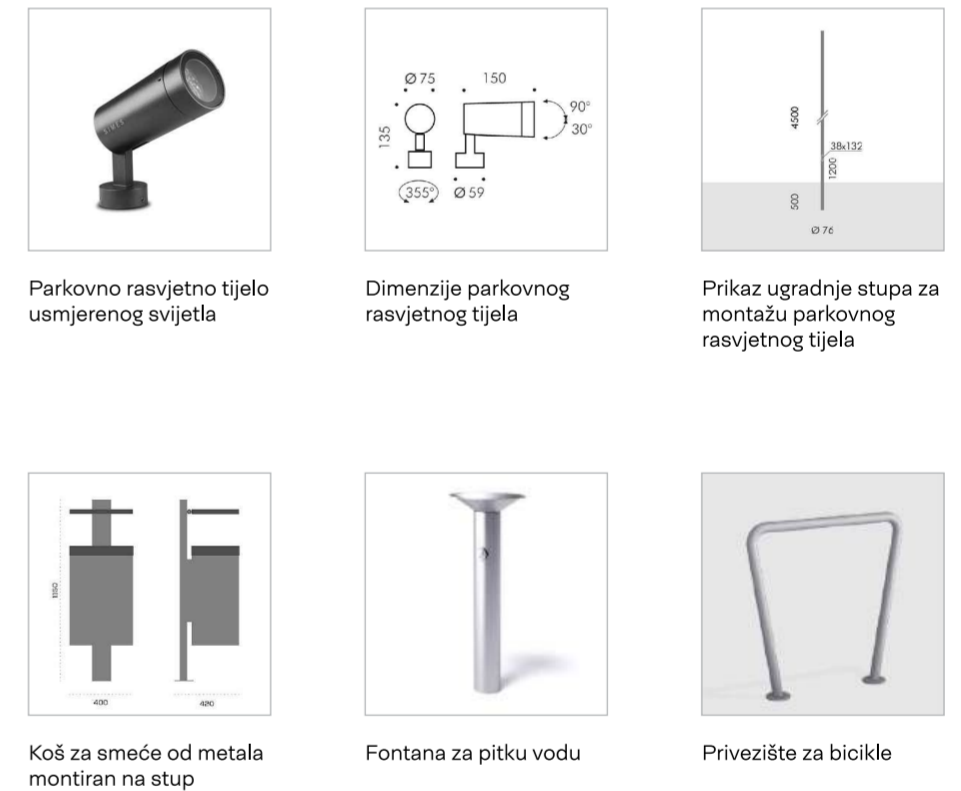 Ø 75
150
90°
30°
135
355°
Ø 59
4500
38x132
1200
500
Ø 76
Parkovno rasvjetno tijelo
usmjerenog svijetla
Dimenzije parkovnog
rasvjetnog tijela
Prikaz ugradnje stupa za
montažu parkovnog
rasvjetnog tijela
1150
400
420
Koš za smeće od metala
montiran na stup
Fontana za pitku vodu
Privezište za bicikle